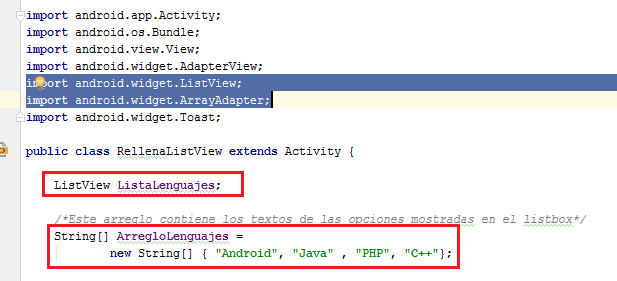 import android.app.Activity;
import android.os.Bundle;
import android.view.View;
import android.widget.AdapterView;
import android.widget.ListView;
import android.widget.ArrayAdapter;
import android.widget.Toast;
public class RellenaListView extends Activity {
ListView ListaLenguajes;
/*Este arreglo contiene los textos de las opciones mostradas en el listbox*/
String[] ArregloLenguajes =
new String[] { "Android", "Java" , "PHP", "C++"};